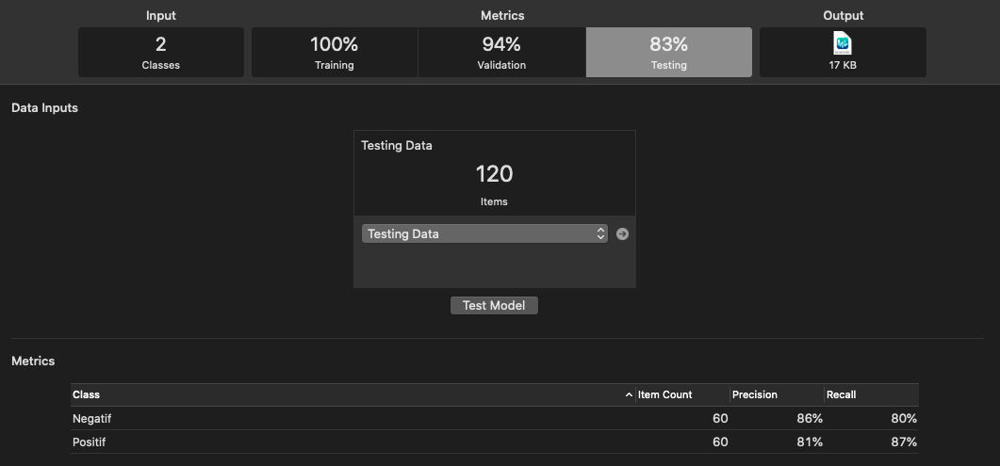 Input Metrics Output
2 100% 94% 83%
Classes Training Validation Testing 17 KB
Data Inputs
Testing Data
120
Items
Testing Data
Test Model
Metrics
Class Item Count Precision Recall
Negatif 60 86% 80%
Positif 60 81% 87%